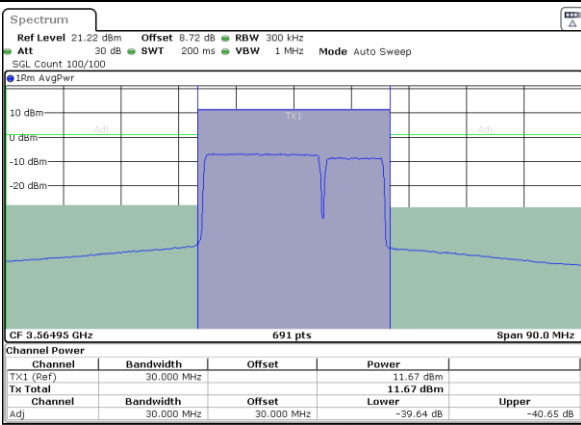 Spectrum
Ref Level 21.22 dBm Offset 8.72 dB RBW 300 kHz
Att 30 dB SWT 200 ms VBW 1 MHz Mode Auto Sweep
SGL Count 100/100
1Rm AvgPwr
TX1
10 dBm
Adj Adj
0 dBm
-10 dBm
-20 dBm
CF 3.56495 GHz 691 pts Span 90.0 MHz
Channel Power
Channel Bandwidth Offset Power
TX1 (Ref) 30.000 MHz 11.67 dBm
Tx Total 11.67 dBm
Channel Bandwidth Offset Lower Upper
Adj 30.000 MHz 30.000 MHz -39.64 dB -40.65 dB